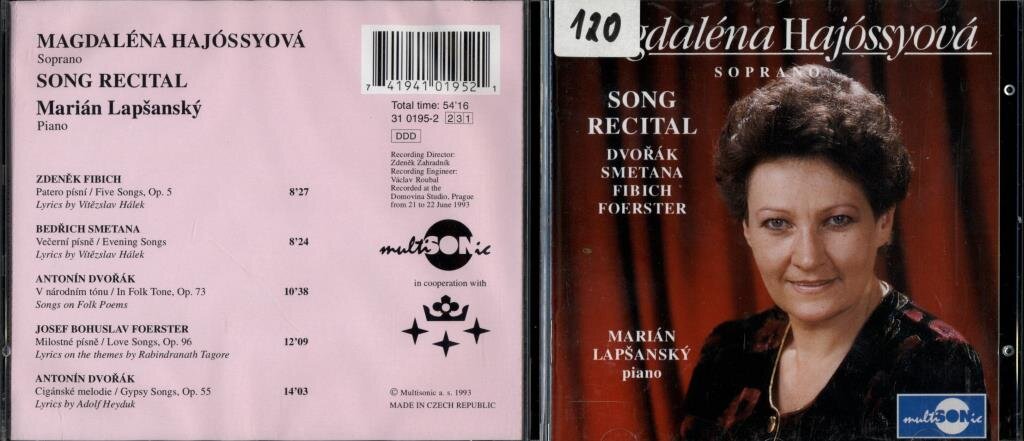 MAGDALÉNA HAJÓSSYOVÁ
Soprano
SONG RECITAL
Marián Lapšanský
Piano
7 41941 01952 1
Total time: 54'16
31 0195-2 231
DDD
Recording Director:
Zdeněk Zahradník
Recording Engineer:
Václav Roubal
Recorded at the
Domovina Studio, Prague
from 21 to 22 June 1993
ZDENĚK FIBICH
Patero písní / Five Songs, Op. 5 8'27
Lyrics by Vítězslav Hálek
BEDŘICH SMETANA
Večerní písně / Evening Songs 8'24
Lyrics by Vítězslav Hálek
ANTONÍN DVOŘÁK
V národním tónu / In Folk Tone, Op. 73 10'38
Songs on Folk Poems
JOSEF BOHUSLAV FOERSTER
Milostné písně / Love Songs, Op. 96 12'09
Lyrics on the themes by Rabindranath Tagore
ANTONÍN DVOŘÁK
Cigánské melodie / Gypsy Songs, Op. 55 14'03
Lyrics by Adolf Heyduk
multiSONic
in cooperation with
© Multisonic a. s. 1993
MADE IN CZECH REPUBLIC
120
gdaléna Hajóssyová
SOPRANO
SONG
RECITAL
DVOŘÁK
SMETANA
FIBICH
FOERSTER
MARIÁN
LAPŠANSKÝ
piano
multiSONic